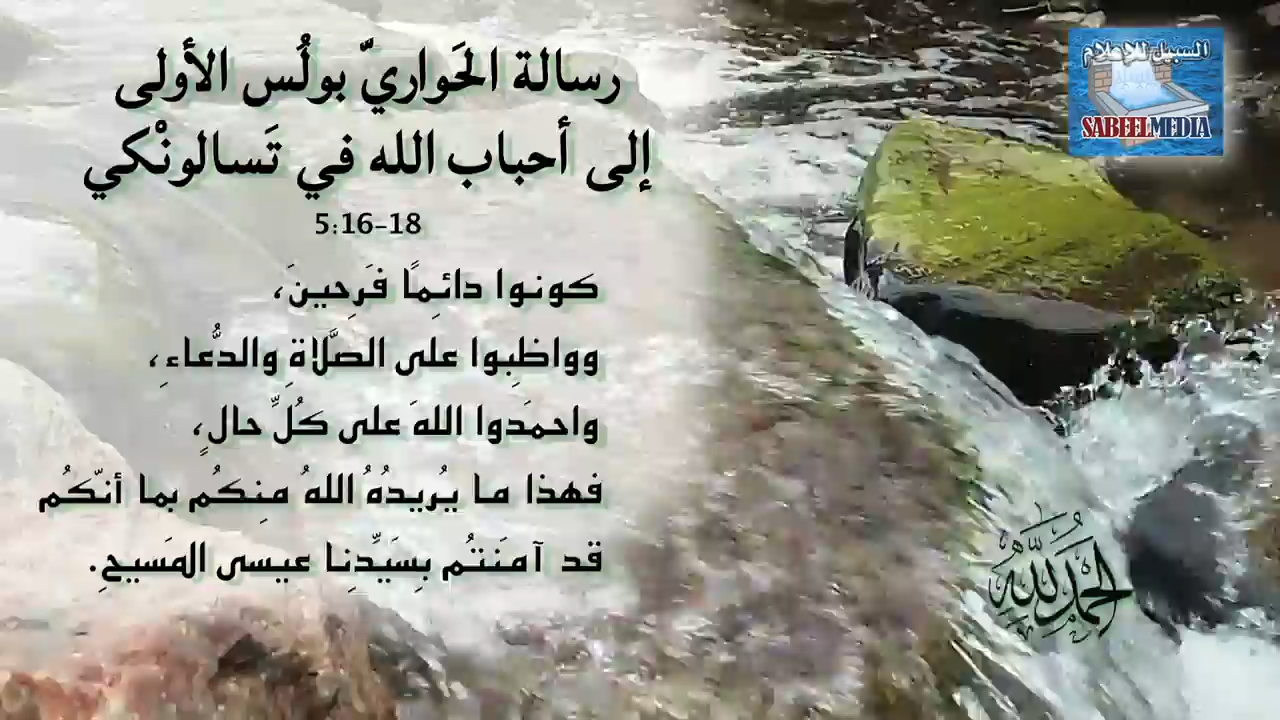 رسالة الحَواريّ بولُس الأولى
إلى أحباب الله في تَسالونْكي
5:16-18
كونوا دائِمًا فَرِحينَ،
وواظِبوا على الصَّلاةِ والدُّعاءِ،
واحمَدوا اللهَ على كُلِّ حالٍ،
فهذا ما يُريدُهُ اللهُ مِنكُم بما أنّكُم
قد آمَنتُم بِسَيِّدِنا عيسى المَسيحِ.
السبيل للإعلام
SABEELMEDIA
الحَمدُ لِلّٰه